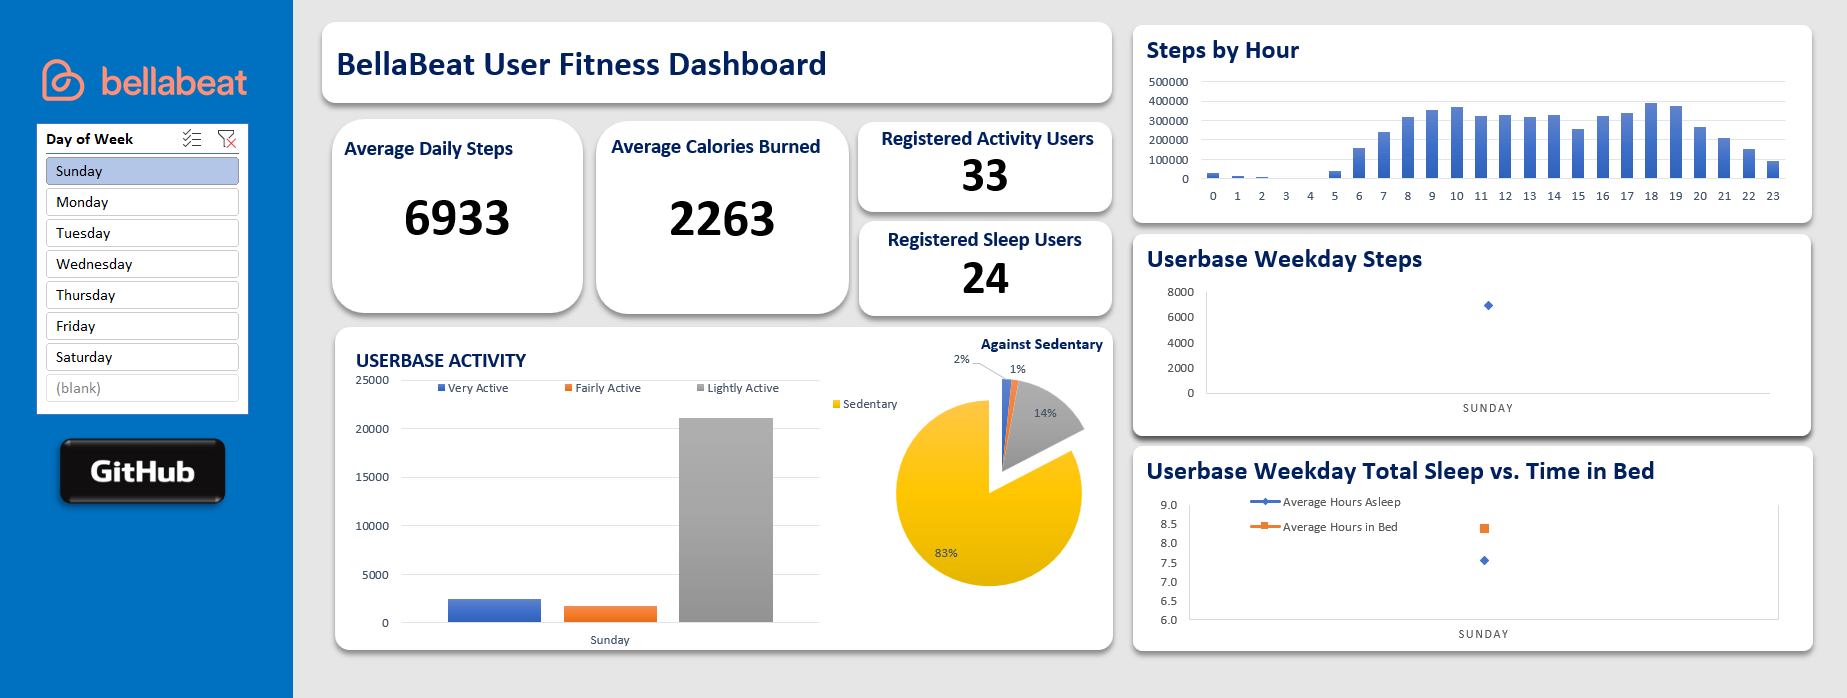 bellabeat
Day of Week
Sunday
Monday
Tuesday
Wednesday
Thursday
Friday
Saturday
(blank)
GitHub
BellaBeat User Fitness Dashboard
Average Daily Steps
6933
Average Calories Burned
2263
Registered Activity Users
33
Registered Sleep Users
24
USERBASE ACTIVITY
Very Active Fairly Active Lightly Active
25000
20000
15000
10000
5000
0
Sunday
Against Sedentary
Sedentary
2%
1%
14%
83%
Steps by Hour
500000
400000
300000
200000
100000
0
0 1 2 3 4 5 6 7 8 9 10 11 12 13 14 15 16 17 18 19 20 21 22 23
Userbase Weekday Steps
8000
6000
4000
2000
0
SUNDAY
Userbase Weekday Total Sleep vs. Time in Bed
Average Hours Asleep
Average Hours in Bed
9.0
8.5
8.0
7.5
7.0
6.5
6.0
SUNDAY